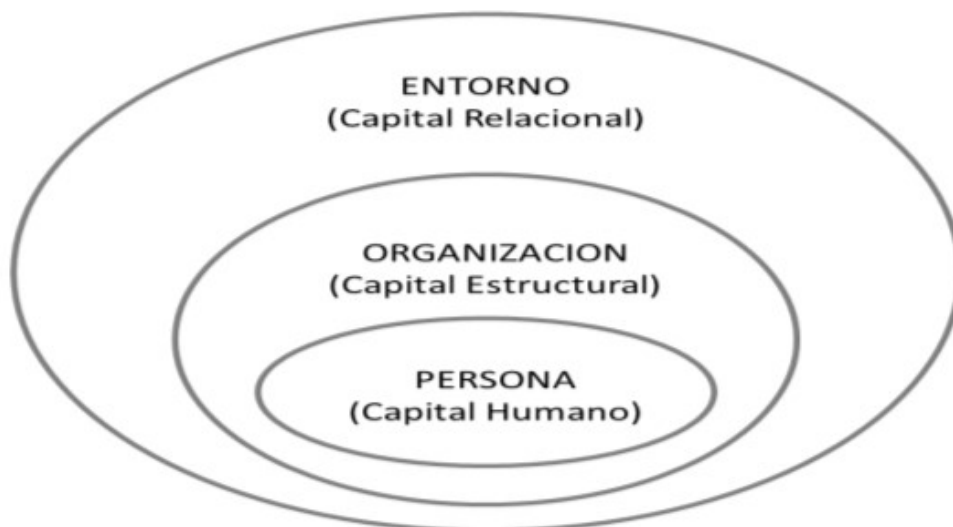 ENTORNO
(Capital Relacional)
ORGANIZACION
(Capital Estructural)
PERSONA
(Capital Humano)